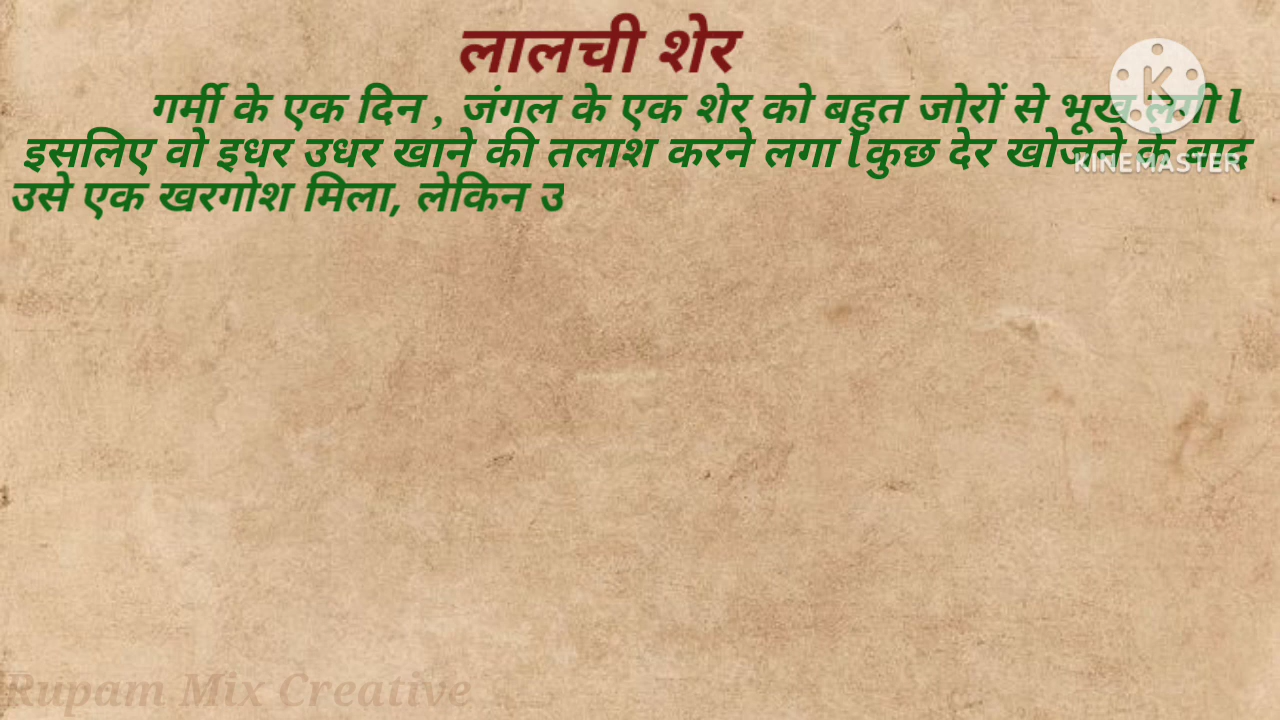 लालची शेर
गर्मी के एक दिन , जंगल के एक शेर को बहुत जोरों से भूख लगी l
इसलिए वो इधर उधर खाने की तलाश करने लगा l कुछ देर खोजने के बाद
उसे एक खरगोश मिला, लेकिन उ
K
KINEMASTER
Rupam Mix Creative